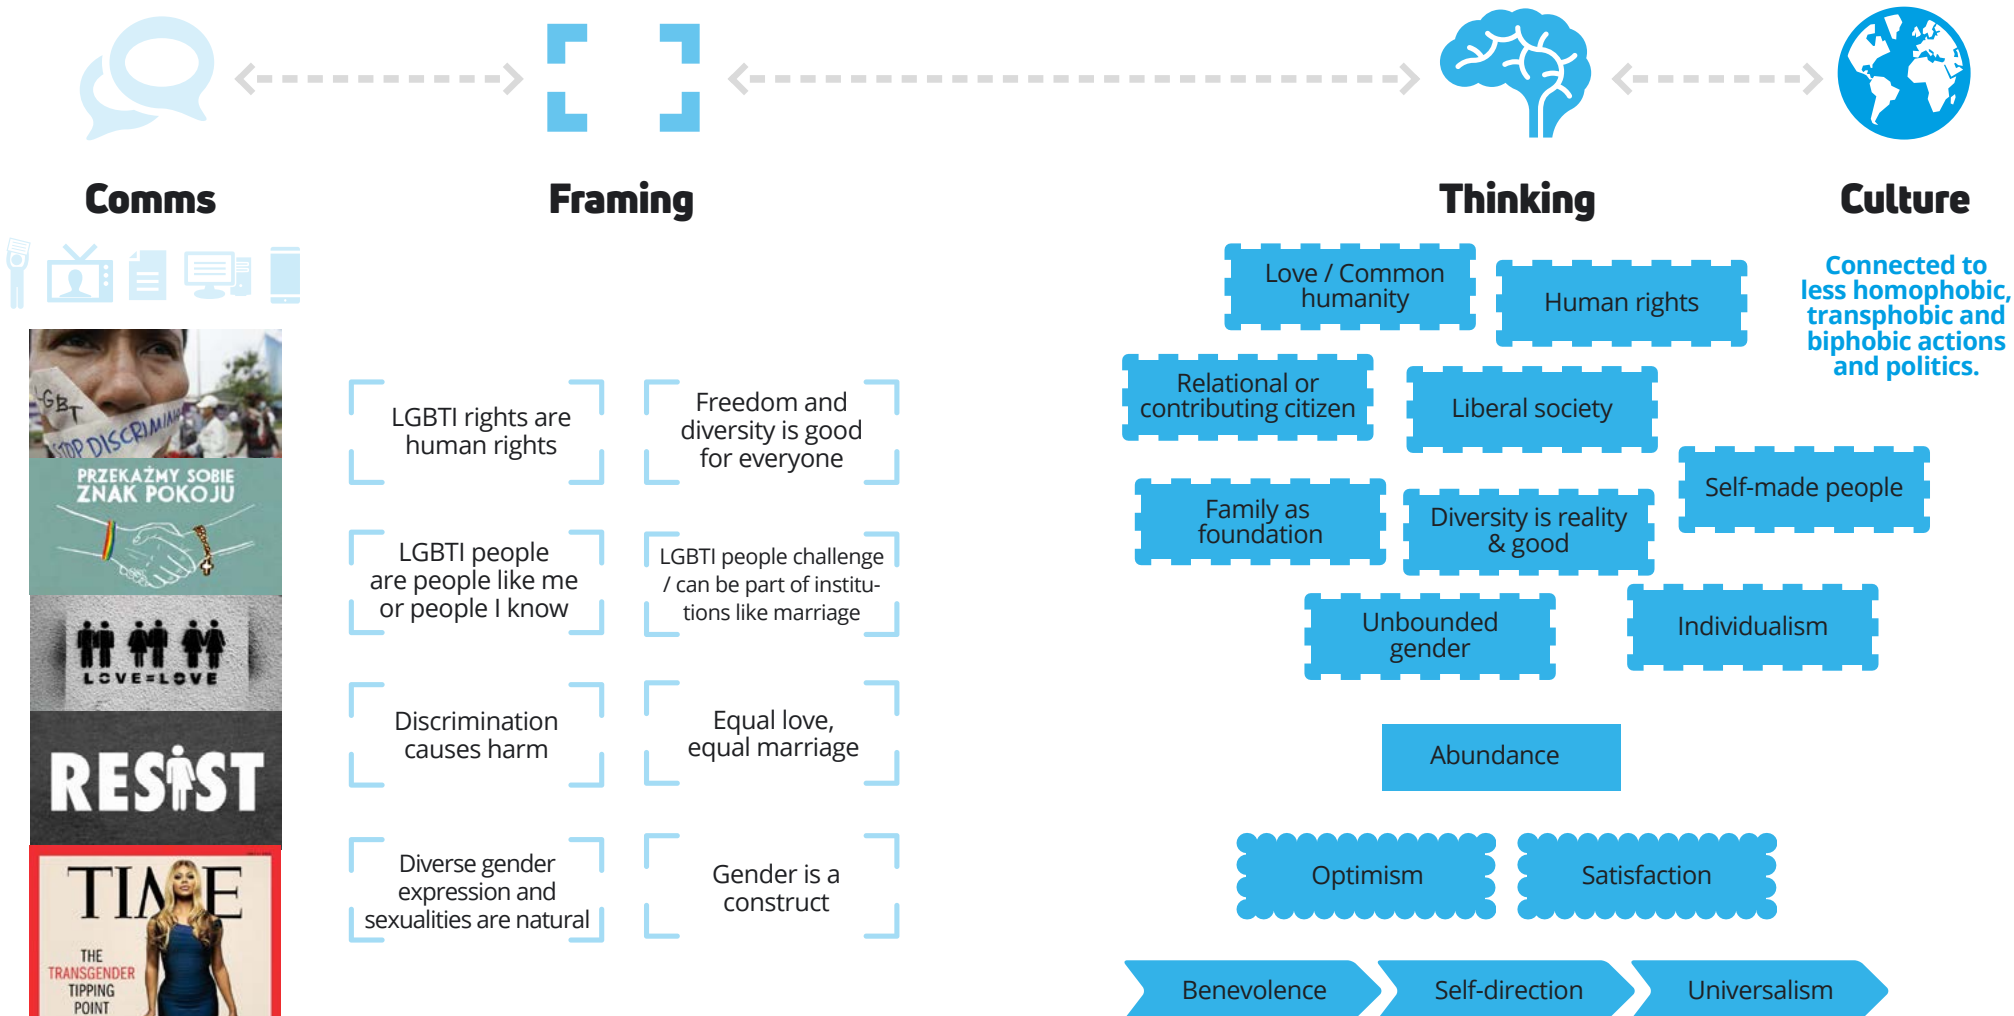 Comms
Framing
Thinking
Culture
Connected to
less homophobic,
transphobic and
biphobic actions
and politics.
LGBT
STOP DISCRIMINA
PRZEKAŻMY SOBIE
ZNAK POKOJU
LOVE=LOVE
RESIST
TIME
THE
TRANSGENDER
TIPPING
POINT
LGBTI rights are
human rights
Freedom and
diversity is good
for everyone
LGBTI people
are people like me
or people I know
LGBTI people challenge
/ can be part of institu-
tions like marriage
Discrimination
causes harm
Equal love,
equal marriage
Diverse gender
expression and
sexualities are natural
Gender is a
construct
Love / Common
humanity
Human rights
Relational or
contributing citizen
Liberal society
Self-made people
Family as
foundation
Diversity is reality
& good
Unbounded
gender
Individualism
Abundance
Optimism
Satisfaction
Benevolence
Self-direction
Universalism